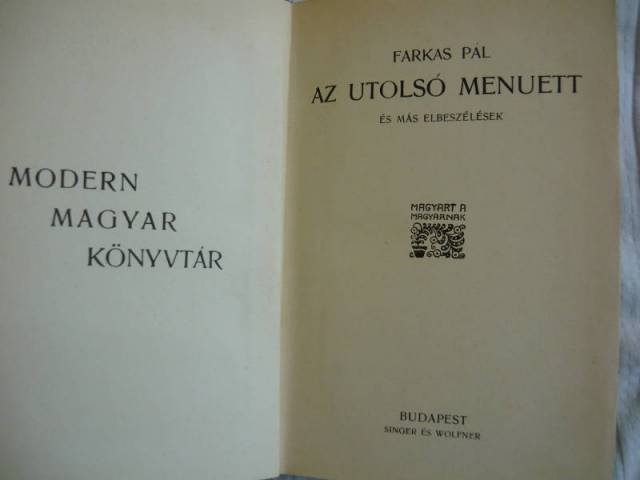 MODERN
MAGYAR
KÖNYVTÁR
FARKAS PÁL
AZ UTOLSÓ MENUETT
ÉS MÁS ELBESZÉLÉSEK
MAGYART A
MAGYARNAK
BUDAPEST
SINGER ÉS WOLFNER